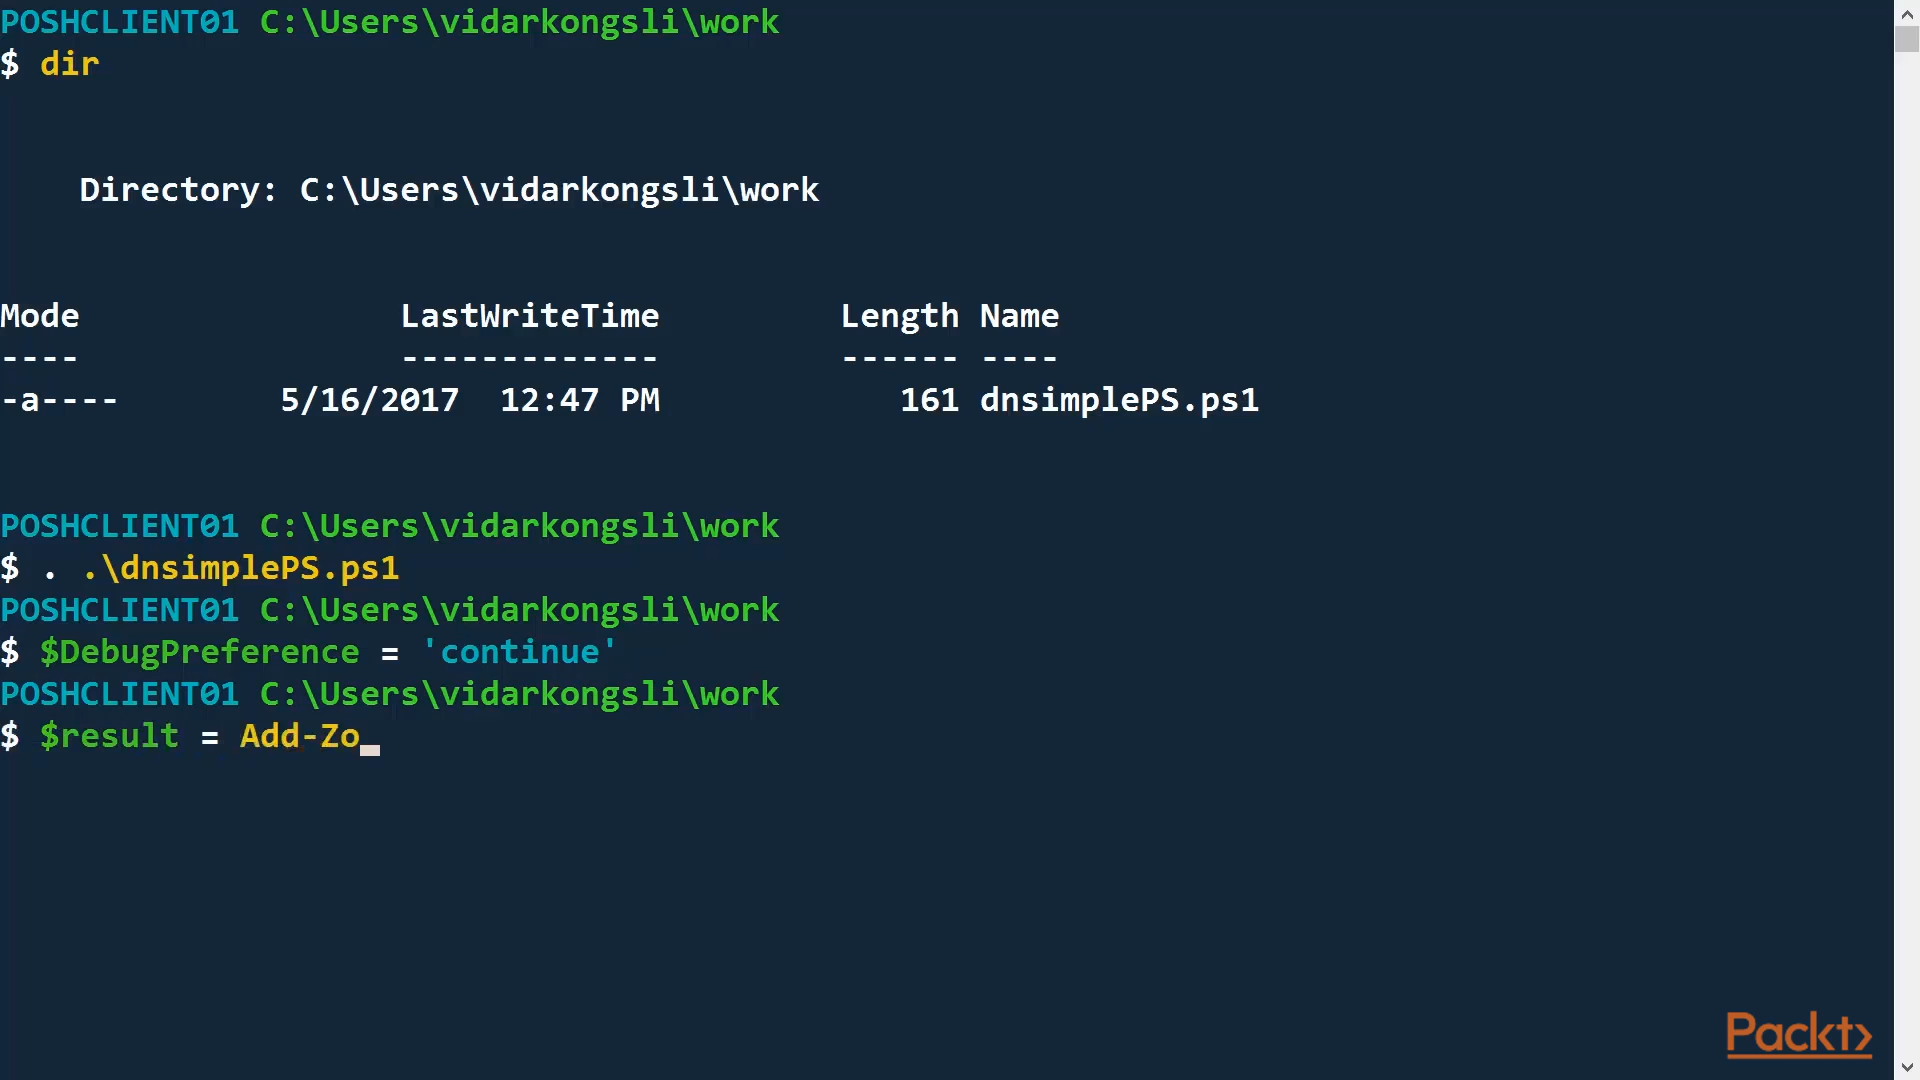 POSHCLIENT01 C:\Users\vidarkongsli\work
$ dir
Directory: C:\Users\vidarkongsli\work
Mode LastWriteTime Length Name
---- ------------- ------ ----
-a---- 5/16/2017 12:47 PM 161 dnsimplePS.ps1
POSHCLIENT01 C:\Users\vidarkongsli\work
$ . .\dnsimplePS.ps1
POSHCLIENT01 C:\Users\vidarkongsli\work
$ $DebugPreference = 'continue'
POSHCLIENT01 C:\Users\vidarkongsli\work
$ $result = Add-Zo
Packt>